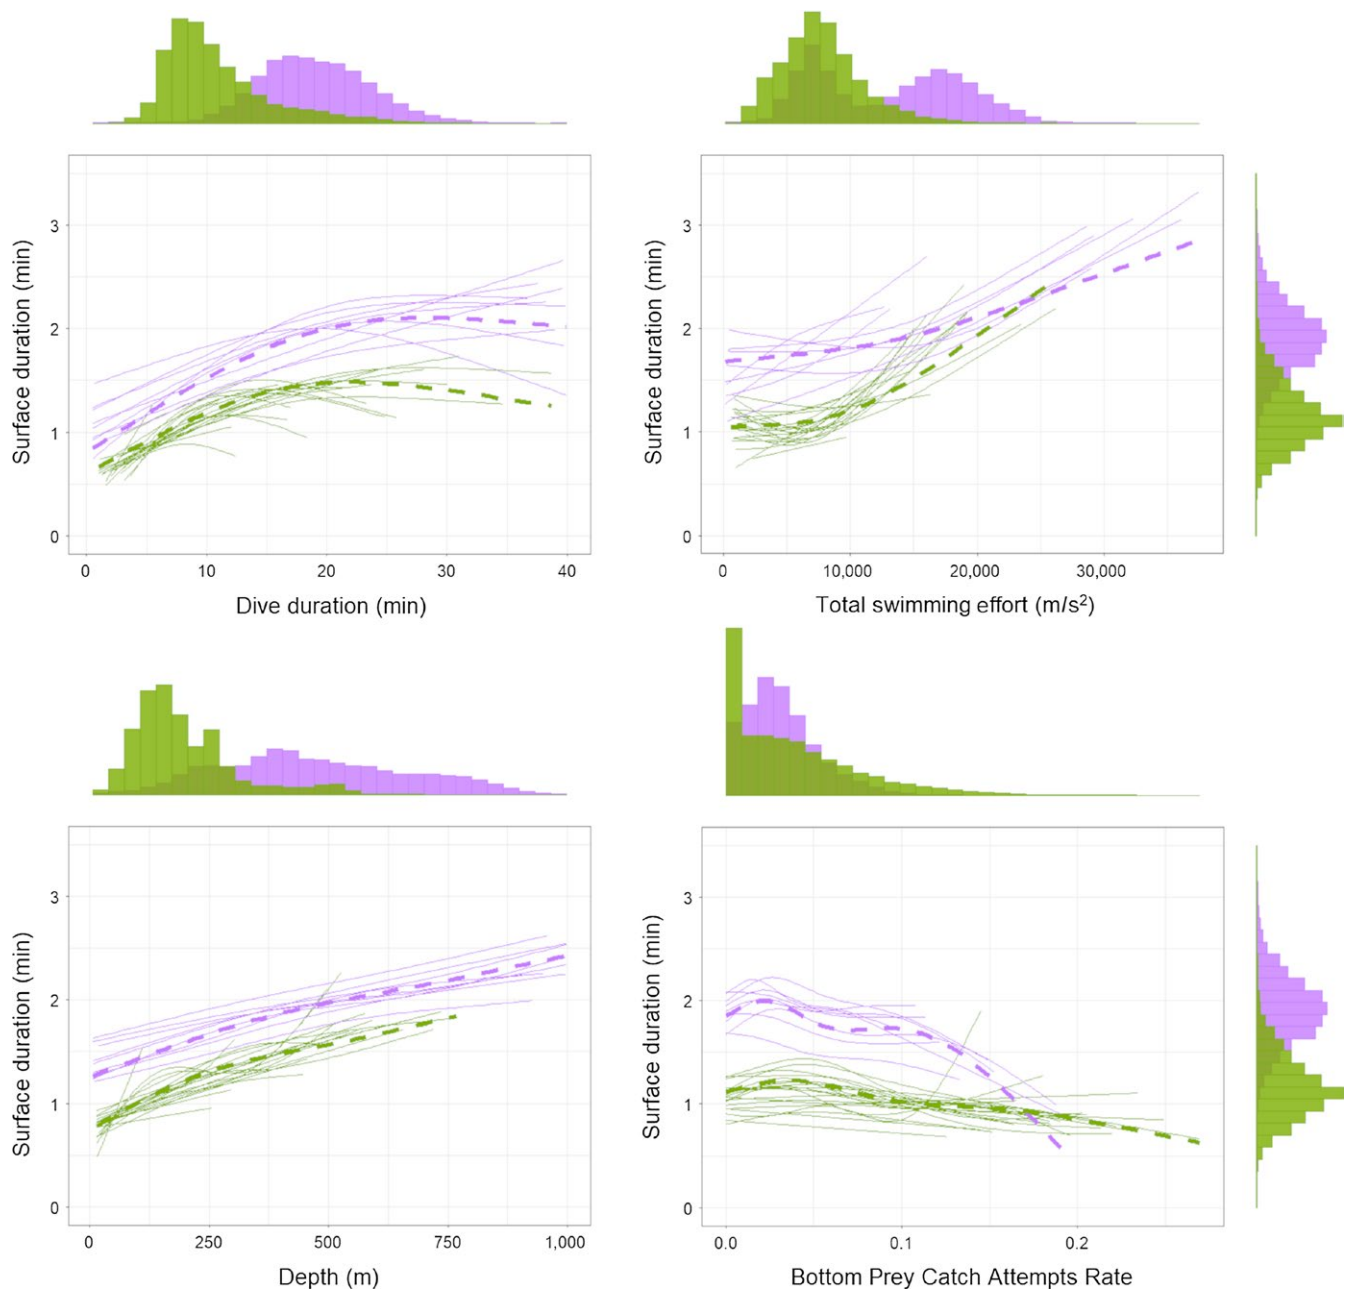 3
2
1
0
Surface duration (min)
0 10 20 30 40
Dive duration (min)
3
2
1
0
Surface duration (min)
0 10,000 20,000 30,000
Total swimming effort (m/s²)
3
2
1
0
Surface duration (min)
0 250 500 750 1,000
Depth (m)
3
2
1
0
Surface duration (min)
0.0 0.1 0.2
Bottom Prey Catch Attempts Rate